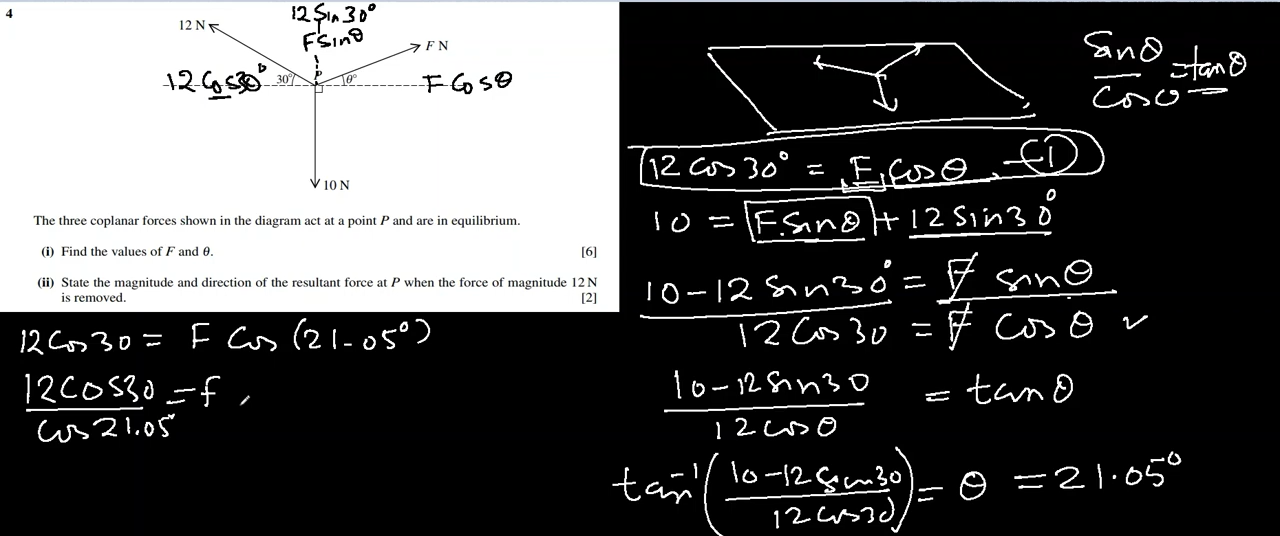 4
12 Sin 30°
F Sin θ
12 N
F N
12 Cos 30°
30°
P
θ°
F Cos θ
10 N
The three coplanar forces shown in the diagram act at a point P and are in equilibrium.
(i) Find the values of F and θ. [6]
(ii) State the magnitude and direction of the resultant force at P when the force of magnitude 12 N
is removed. [2]
12 Cos 30 = F Cos (21.05°)
12 COS 30 = f
Cos 21.05°
Sin θ = tan θ
Cos θ
12 Cos 30° = F Cos θ – (1)
10 = F. Sin θ + 12 Sin 30°
10 – 12 Sin 30° = F Sin θ
12 Cos 30 = F Cos θ ✓
10 – 12 Sin 30 = tan θ
12 Cos θ
tan⁻¹ (10 – 12 Sin 30 / 12 Cos 30) = θ = 21.05°